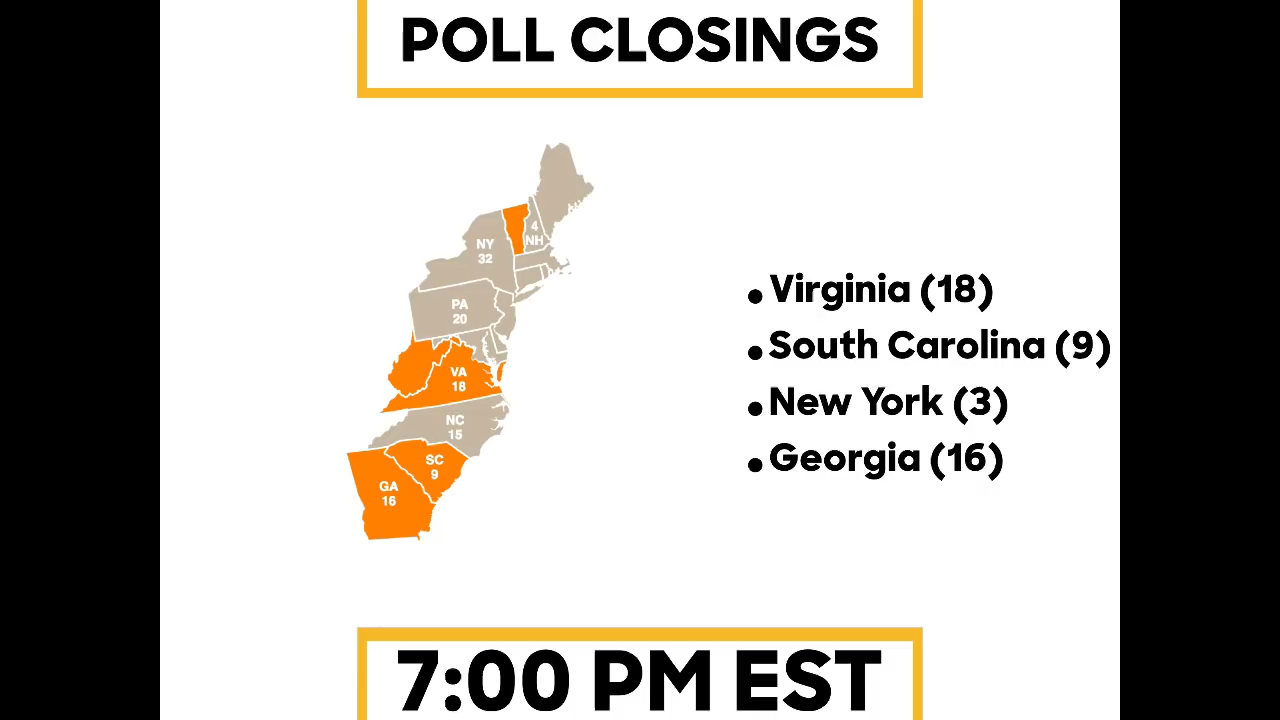 POLL CLOSINGS
4
NH
NY
32
PA
20
VA
18
NC
15
SC
9
GA
16
• Virginia (18)
• South Carolina (9)
• New York (3)
• Georgia (16)
7:00 PM EST